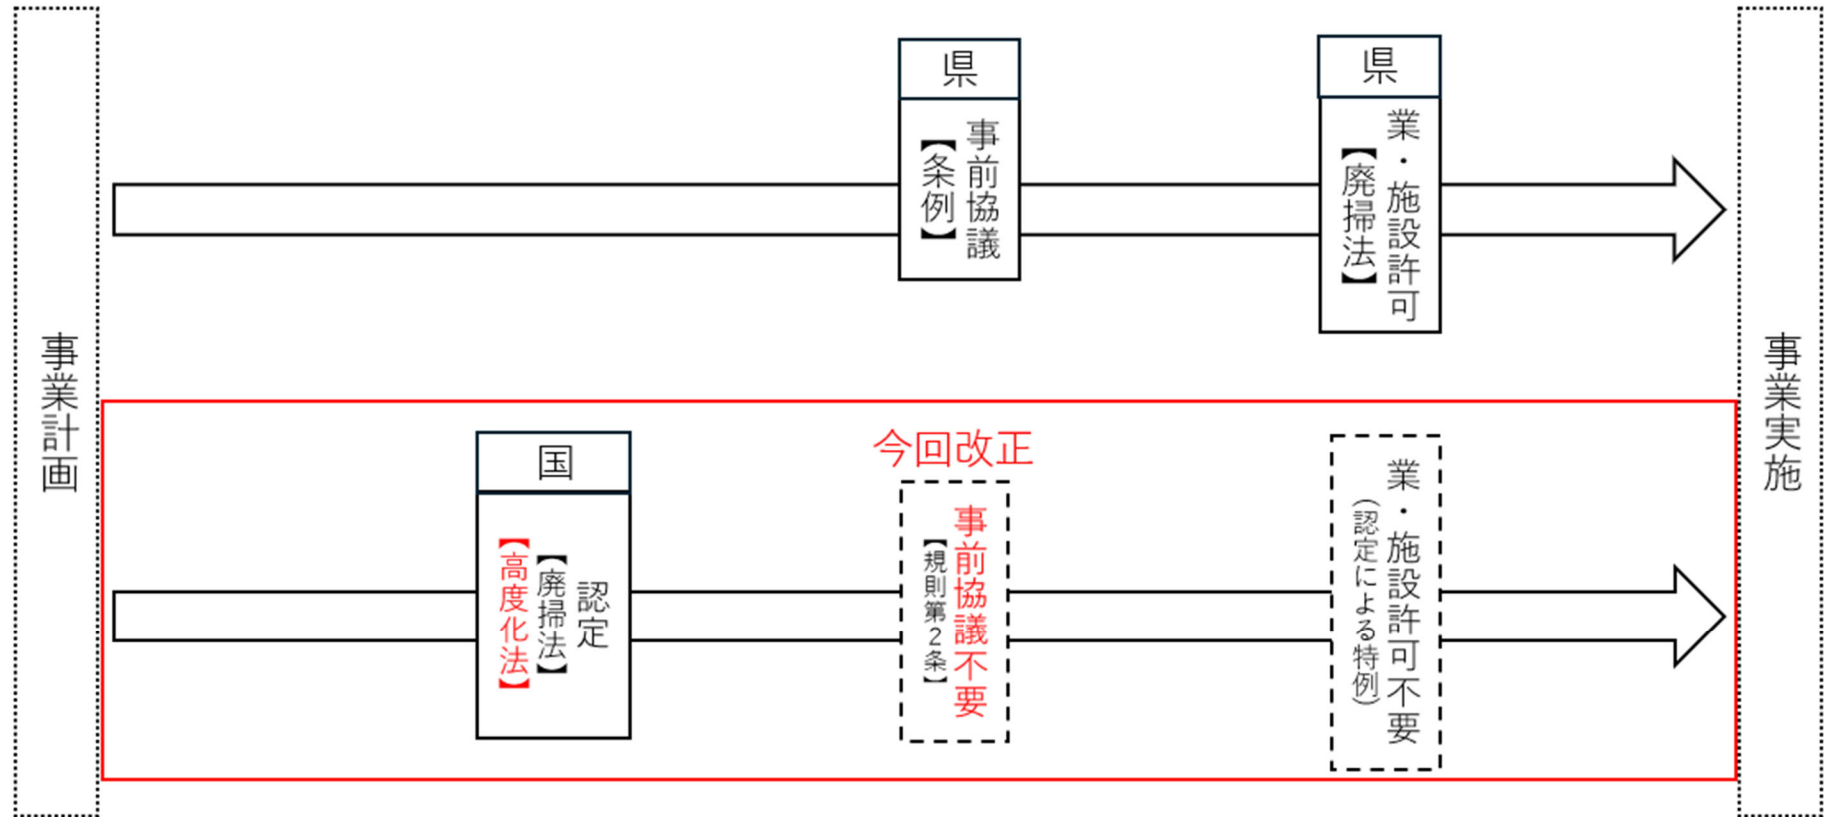 事業計画
県
事前協議
【条例】
県
業・施設許可
【廃掃法】
国
認定
【廃掃法】
【高度化法】
今回改正
事前協議不要
【規則第2条】
業・施設許可不要
(認定による特例)
事業実施